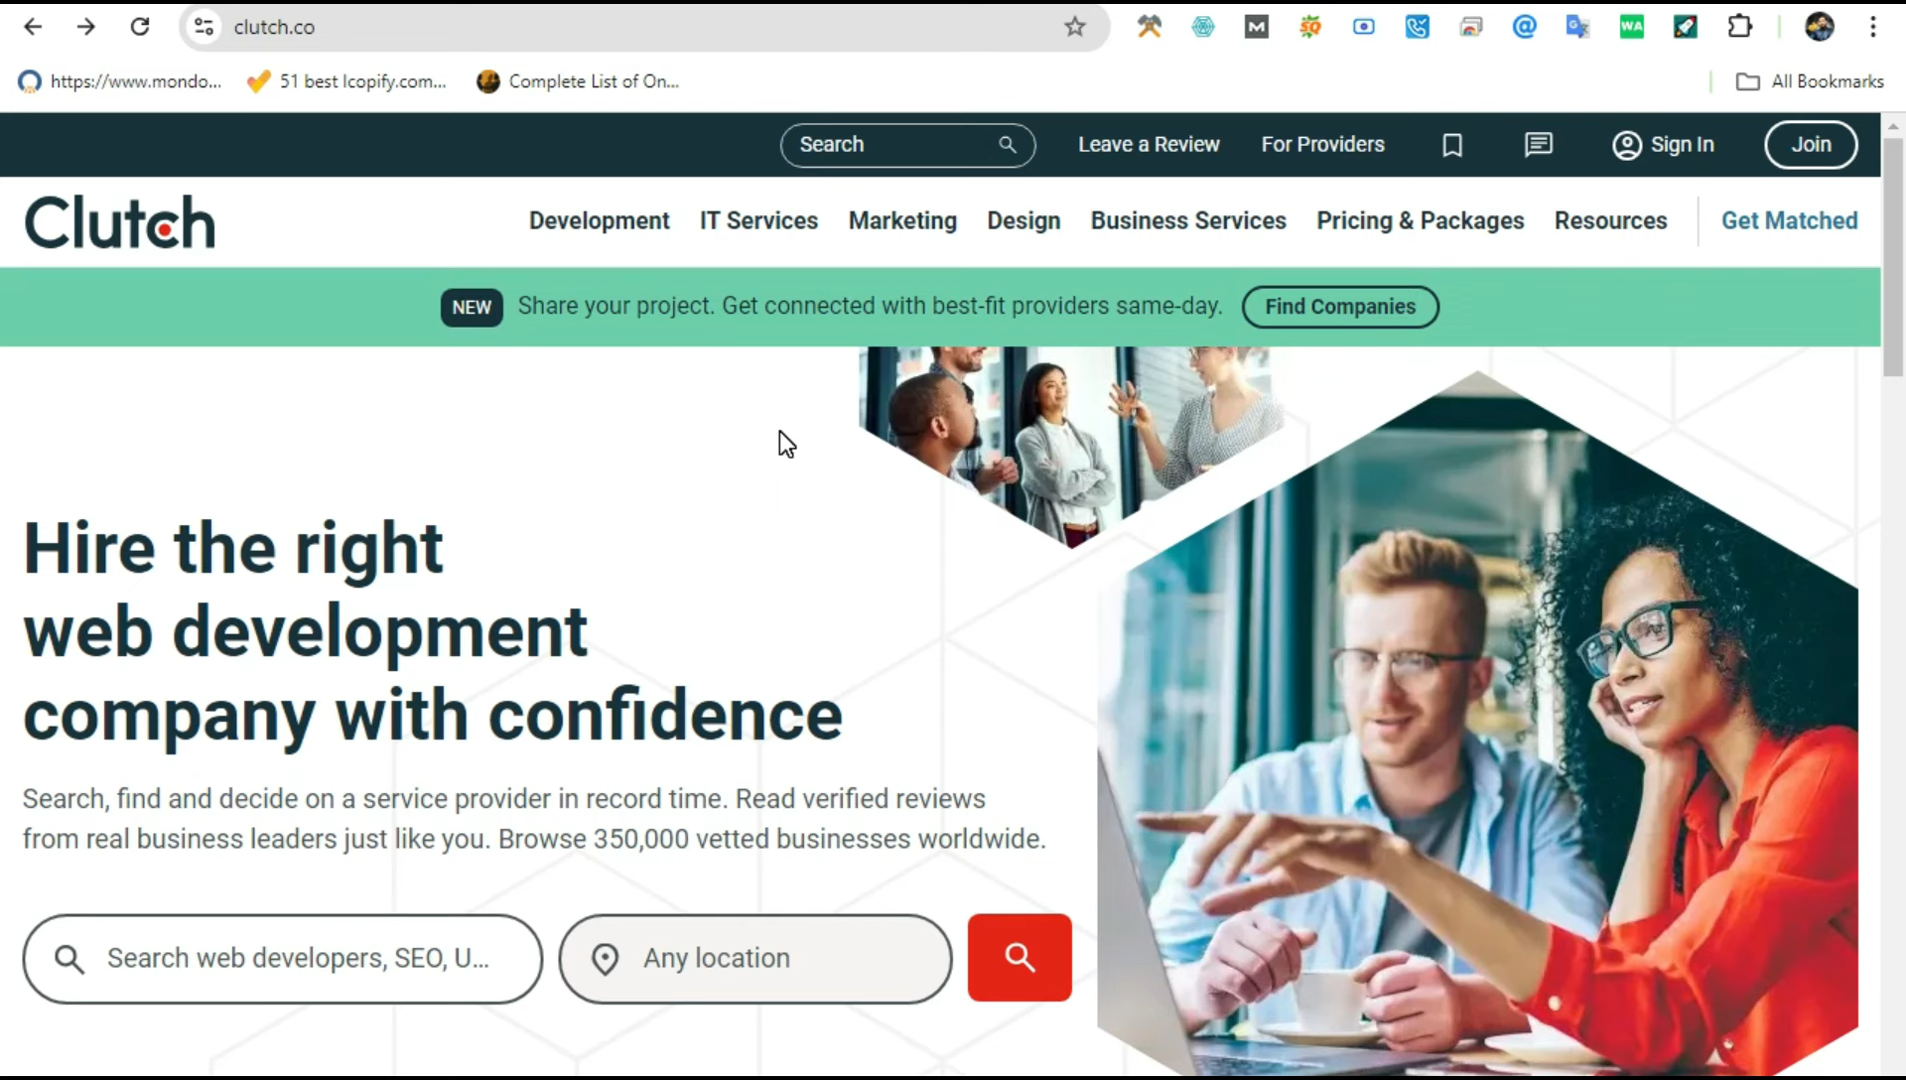 clutch.co
https://www.mondo...
51 best Icopify.com...
Complete List of On...
All Bookmarks
Search
Leave a Review
For Providers
Sign In
Join
Clutch
Development
IT Services
Marketing
Design
Business Services
Pricing & Packages
Resources
Get Matched
NEW
Share your project. Get connected with best-fit providers same-day.
Find Companies
Hire the right
web development
company with confidence
Search, find and decide on a service provider in record time. Read verified reviews
from real business leaders just like you. Browse 350,000 vetted businesses worldwide.
Search web developers, SEO, U...
Any location
M
SQ
WA